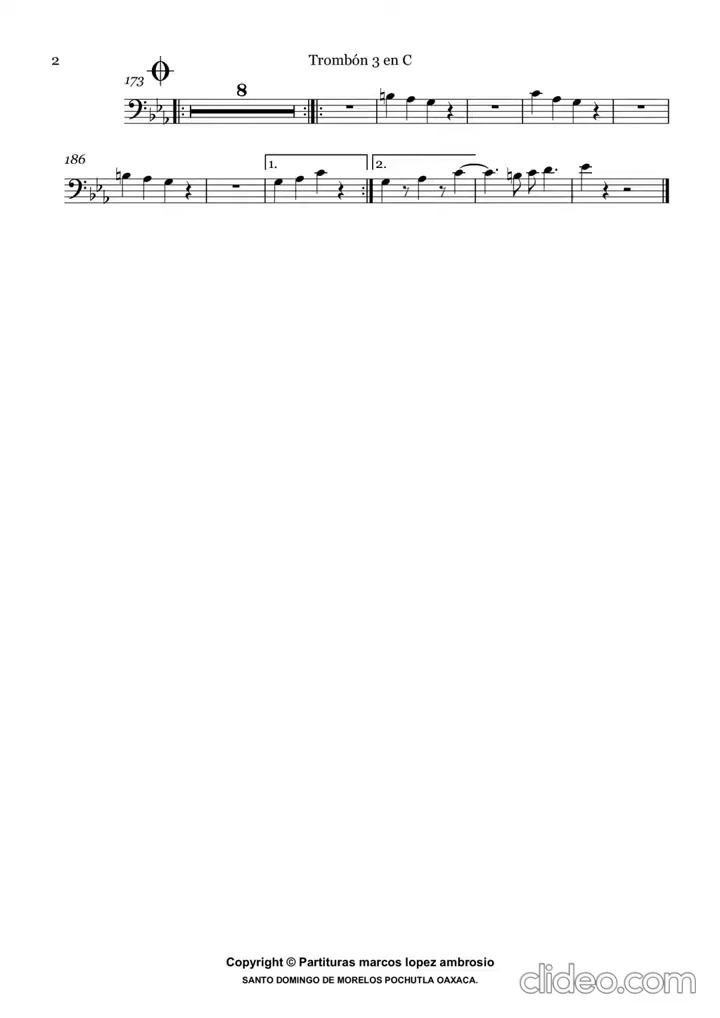 2
Trombón 3 en C
173
8
186
1.
2.
Copyright © Partituras marcos lopez ambrosio
SANTO DOMINGO DE MORELOS POCHUTLA OAXACA.
clideo.com